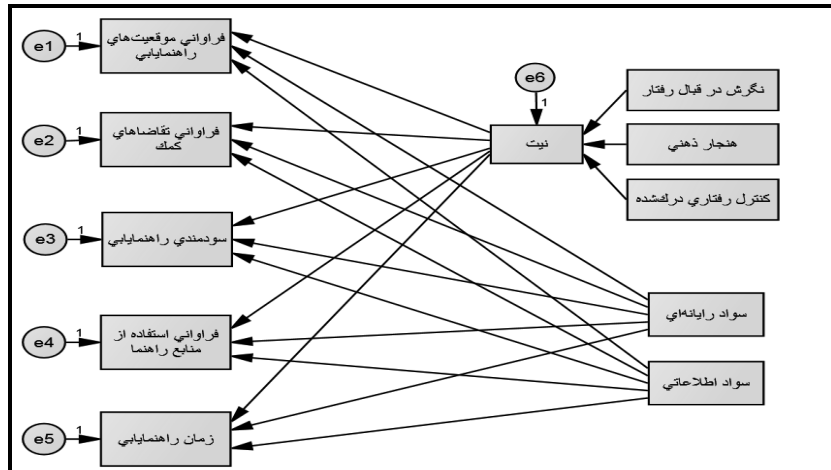 e1
1
فراواني موقعيت‌هاي
راهنمايابي
e2
1
فراواني تقاضاهاي
كمك
e3
1
سودمندي راهنمايابي
e4
1
فراواني استفاده از
منابع راهنما
e5
1
زمان راهنمايابي
e6
1
نيت
نگرش در قبال رفتار
هنجار ذهني
كنترل رفتاري درك‌شده
سواد رايانه‌اي
سواد اطلاعاتي